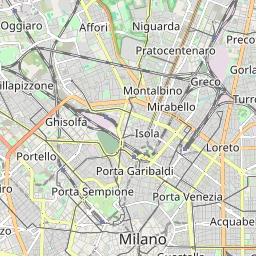 Oggiaro
Affori
Niguarda
Pratocentenaro
Preco
Greco
Gorla
Villapizzone
Montalbino
Mirabello
Turro
Ghisolfa
Isola
Loreto
Portello
Porta Garibaldi
Porta Sempione
Porta Venezia
Acquabe
Milano